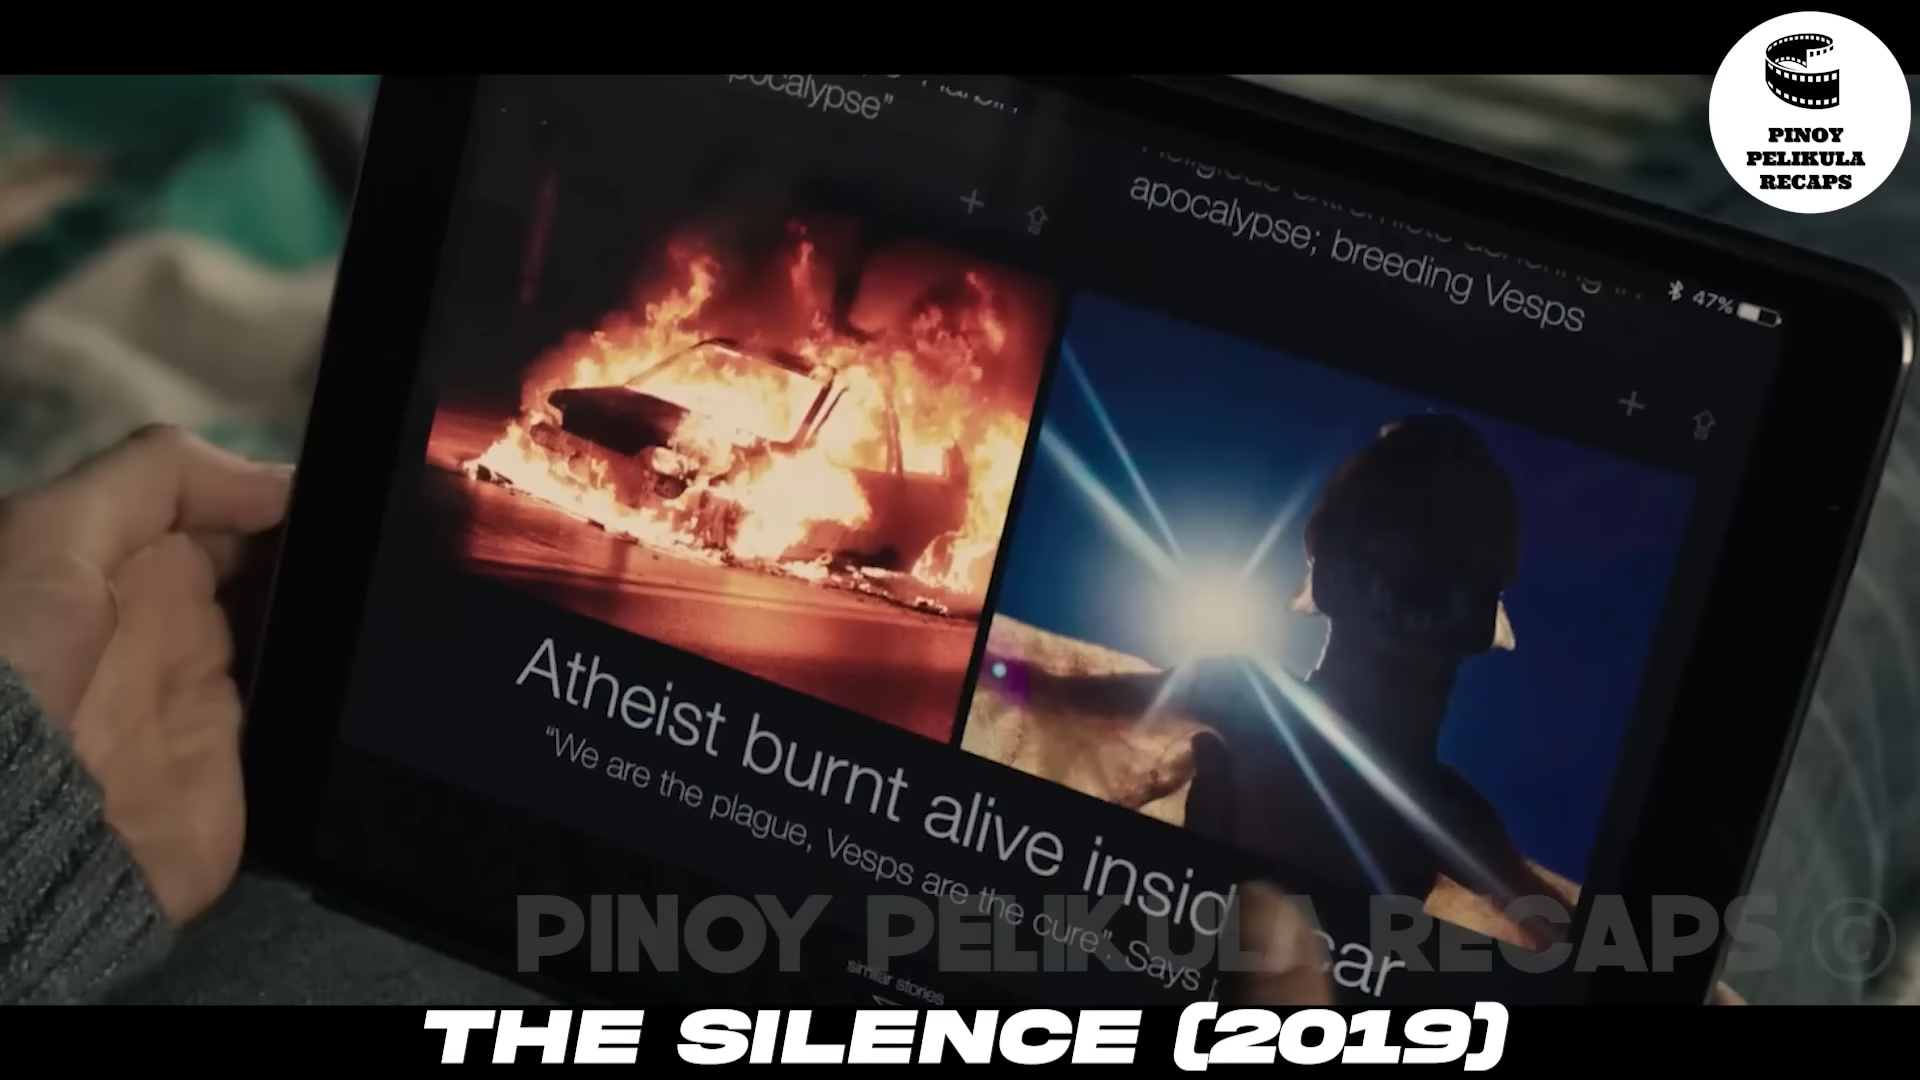 PINOY
PELIKULA
RECAPS
apocalypse"
apocalypse; breeding Vesps
47%
Atheist burnt alive inside car
"We are the plague, Vesps are the cure". Says
similar stories
PINOY PELIKULA RECAPS ©
THE SILENCE (2019)